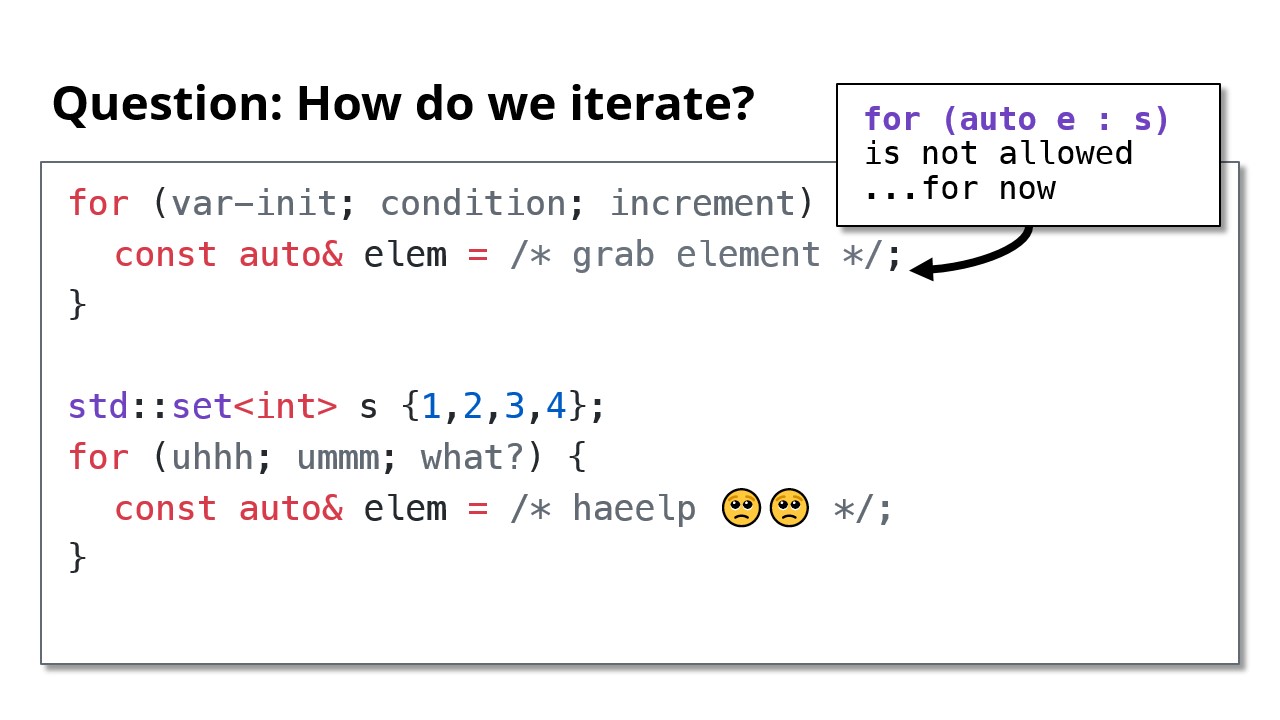 Question: How do we iterate?
for (auto e : s)
is not allowed
...for now
for (var-init; condition; increment)
const auto& elem = /* grab element */;
}
std::set<int> s {1,2,3,4};
for (uhhh; ummm; what?) {
const auto& elem = /* haeelp 🥺🥺 */;
}